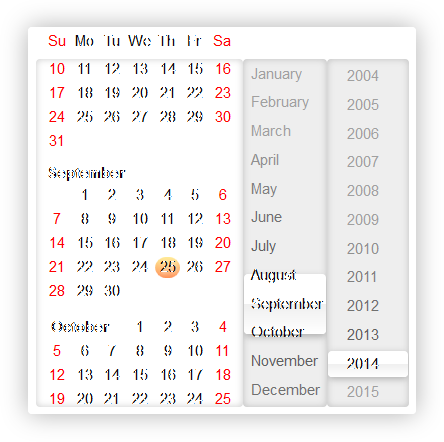 Su Mo Tu We Th Fr Sa
10 11 12 13 14 15 16
17 18 19 20 21 22 23
24 25 26 27 28 29 30
31
September
1 2 3 4 5 6
7 8 9 10 11 12 13
14 15 16 17 18 19 20
21 22 23 24 25 26 27
28 29 30
October 1 2 3 4
5 6 7 8 9 10 11
12 13 14 15 16 17 18
19 20 21 22 23 24 25
January
February
March
April
May
June
July
August
September
October
November
December
2004
2005
2006
2007
2008
2009
2010
2011
2012
2013
2014
2015